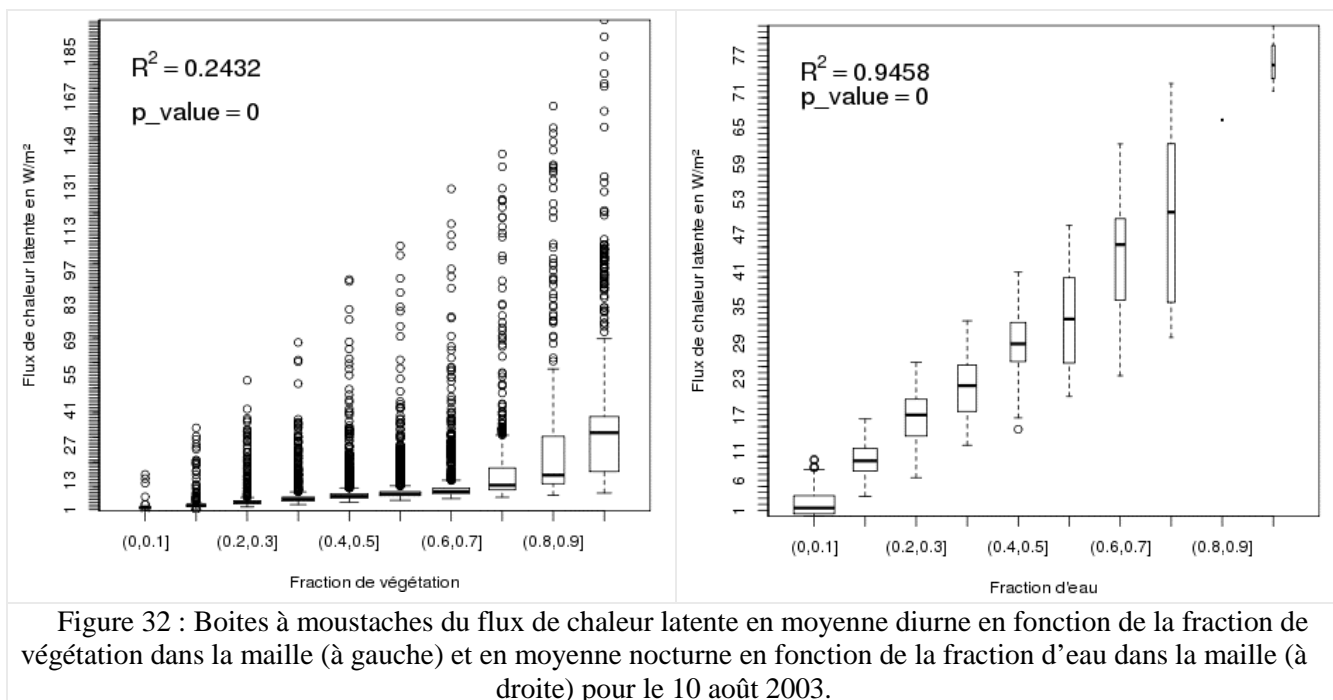 R² = 0.2432
p_value = 0
Flux de chaleur latente en W/m²
1 13 27 41 55 69 83 97 113 131 149 167 185
(0,0.1] (0.2,0.3] (0.4,0.5] (0.6,0.7] (0.8,0.9]
Fraction de végétation
R² = 0.9458
p_value = 0
Flux de chaleur latente en W/m²
1 6 11 17 23 29 35 41 47 53 59 65 71 77
(0,0.1] (0.2,0.3] (0.4,0.5] (0.6,0.7] (0.8,0.9]
Fraction d'eau
Figure 32 : Boites à moustaches du flux de chaleur latente en moyenne diurne en fonction de la fraction de
végétation dans la maille (à gauche) et en moyenne nocturne en fonction de la fraction d’eau dans la maille (à
droite) pour le 10 août 2003.